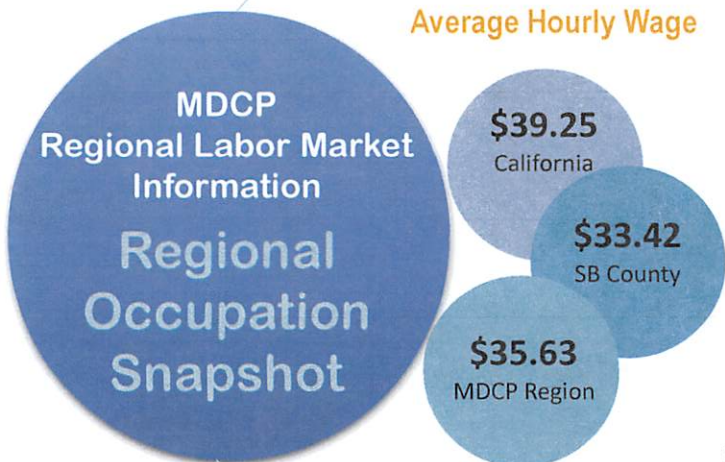 Average Hourly Wage
MDCP
Regional Labor Market
Information
Regional
Occupation
Snapshot
$39.25
California
$33.42
SB County
$35.63
MDCP Region